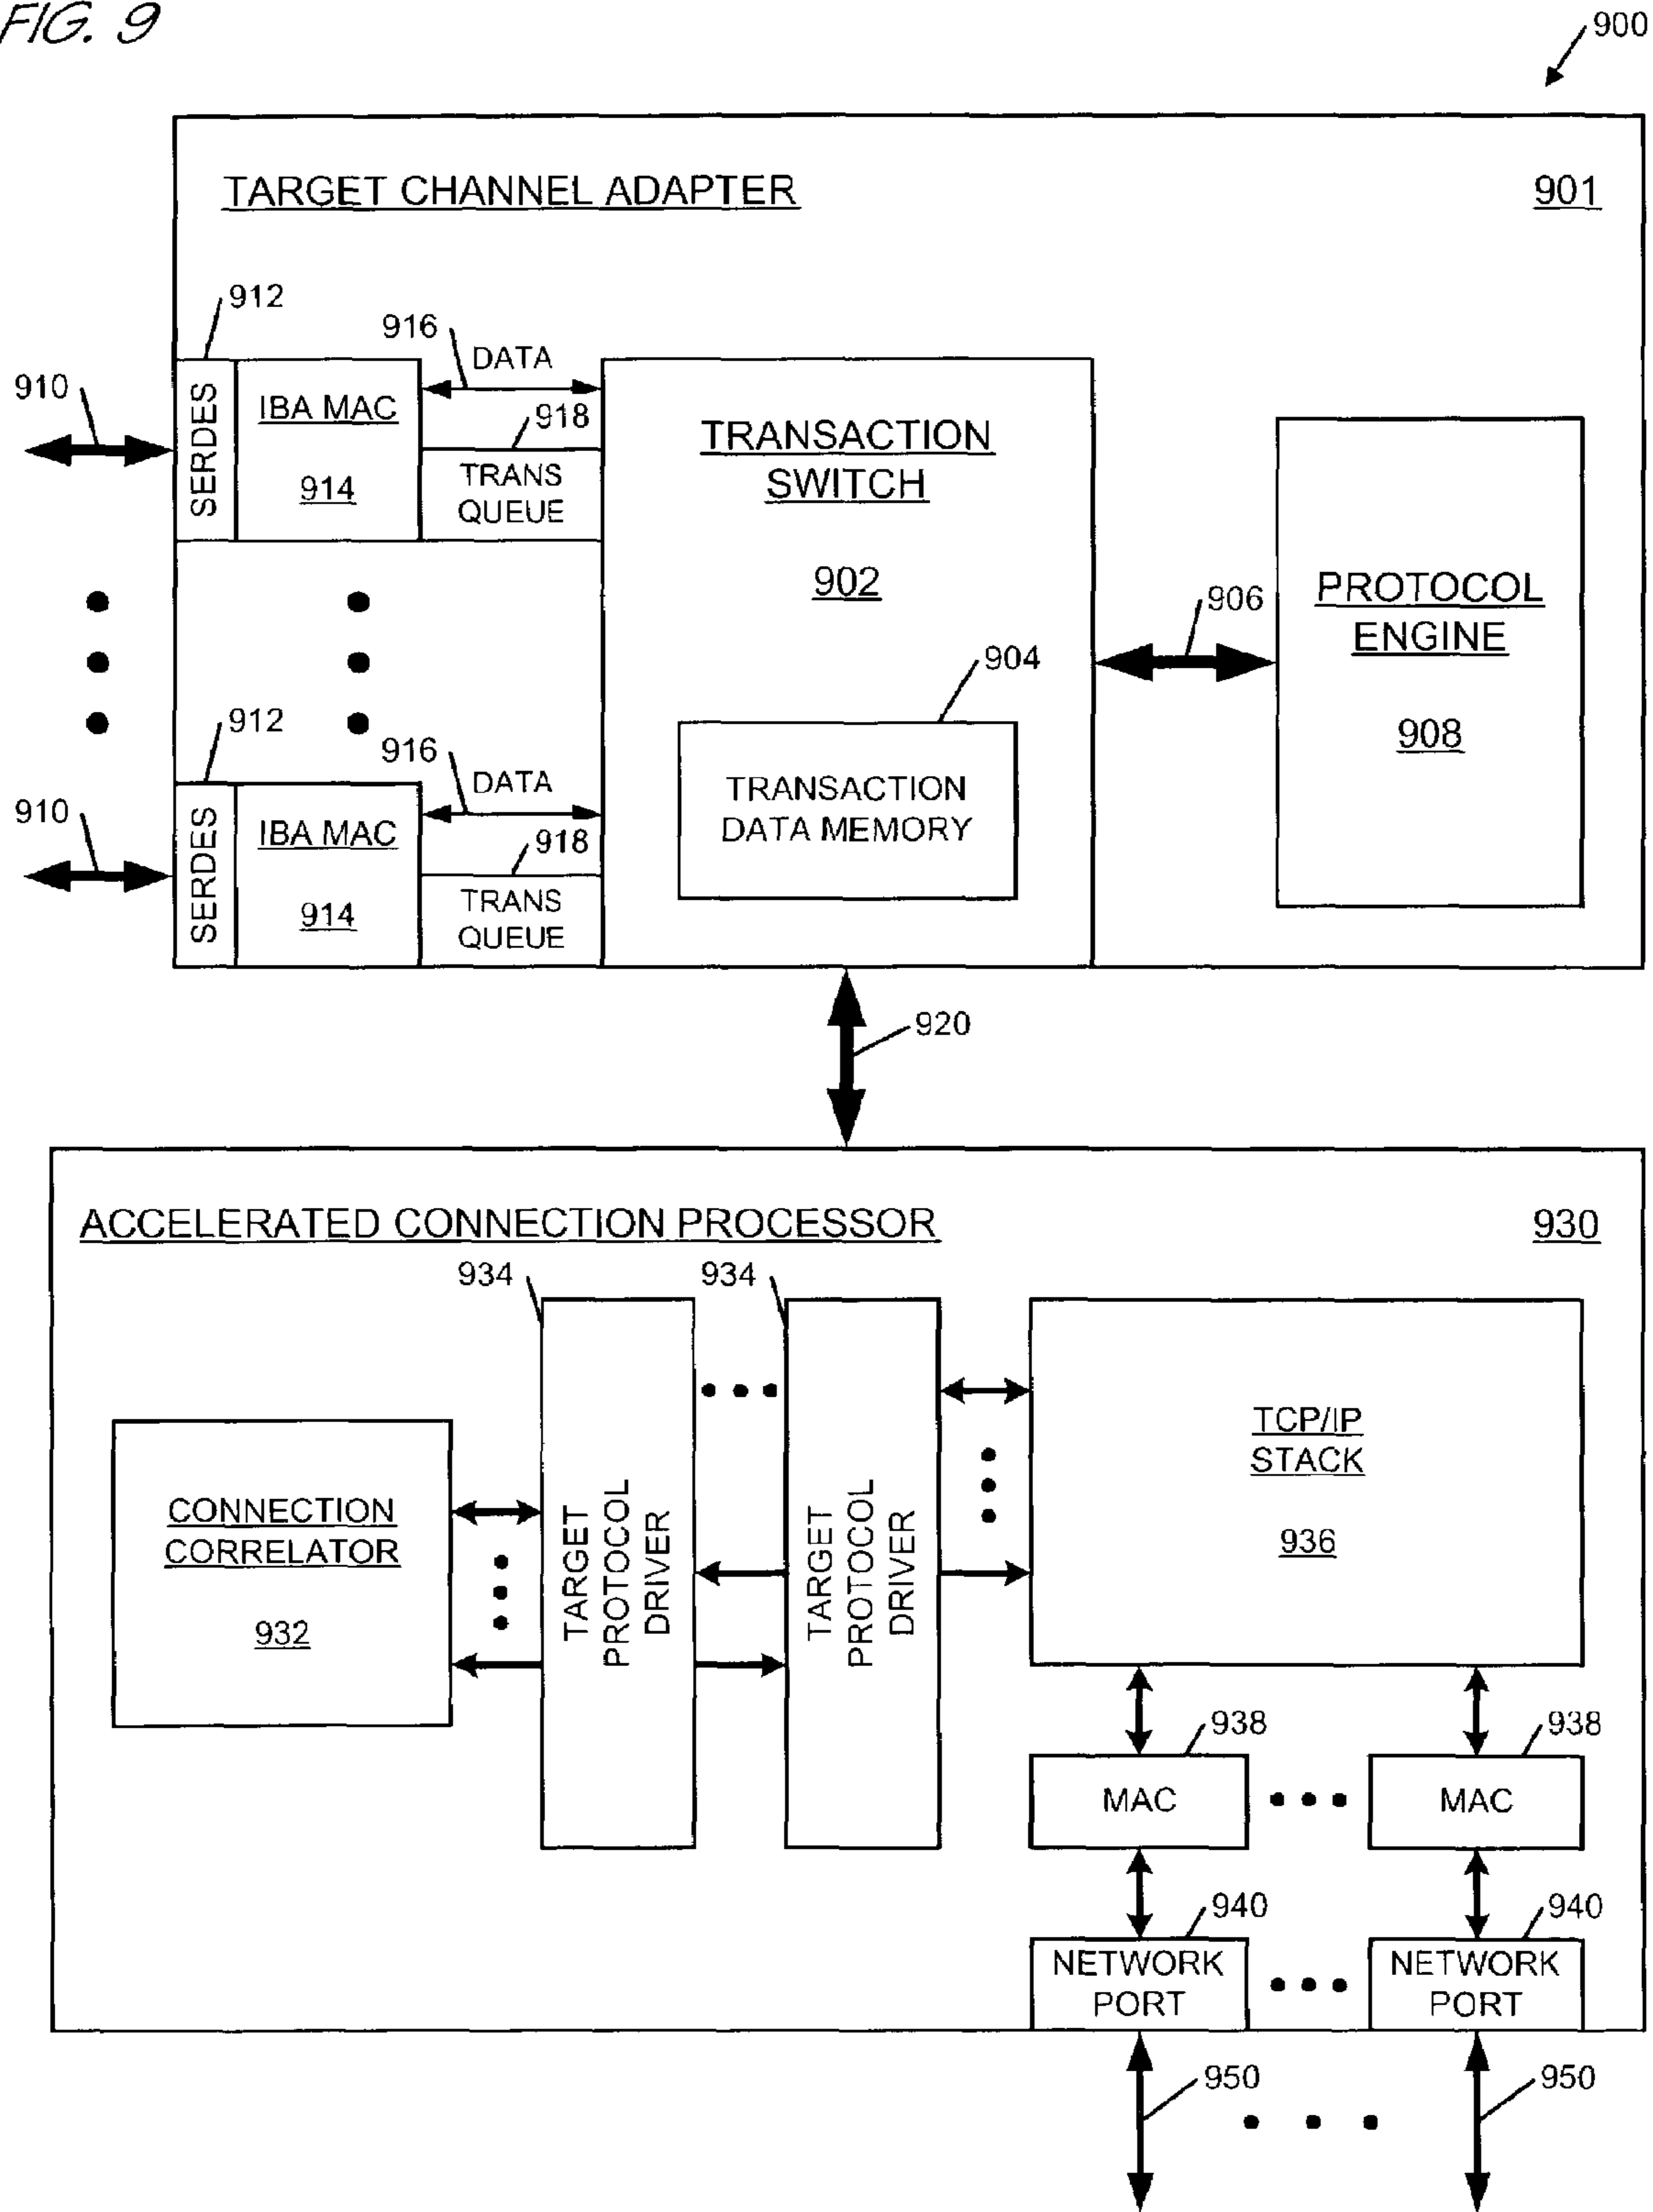 FIG. 9
900
TARGET CHANNEL ADAPTER
901
912
916
DATA
910
SERDES
IBA MAC
914
918
TRANS
QUEUE
TRANSACTION
SWITCH
902
906
PROTOCOL
ENGINE
908
904
TRANSACTION
DATA MEMORY
912
916
DATA
910
SERDES
IBA MAC
914
918
TRANS
QUEUE
920
ACCELERATED CONNECTION PROCESSOR
930
934
934
CONNECTION
CORRELATOR
932
TARGET
PROTOCOL
DRIVER
TARGET
PROTOCOL
DRIVER
TCP/IP
STACK
936
938
938
MAC
MAC
940
940
NETWORK
PORT
NETWORK
PORT
950
950